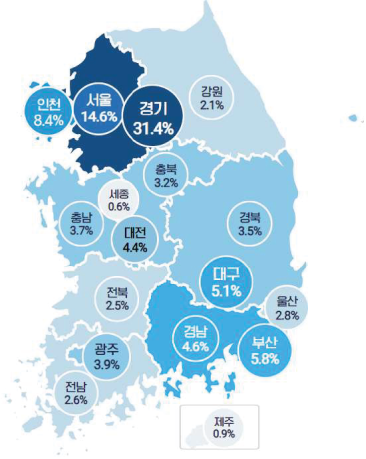 강원
2.1%
인천
8.4%
서울
14.6%
경기
31.4%
충북
3.2%
세종
0.6%
충남
3.7%
대전
4.4%
경북
3.5%
대구
5.1%
전북
2.5%
울산
2.8%
경남
4.6%
부산
5.8%
광주
3.9%
전남
2.6%
제주
0.9%